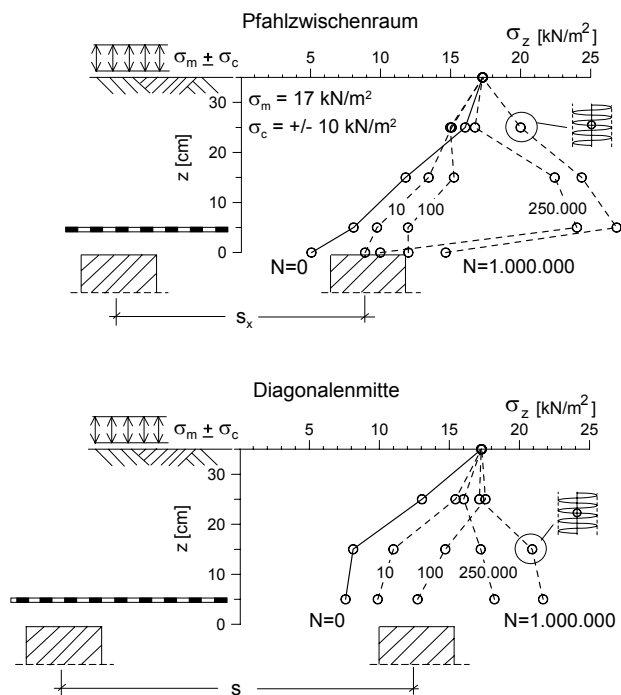 Pfahlzwischenraum
σm ± σc
σz [kN/m²]
5 10 15 20 25
σm = 17 kN/m²
σc = +/- 10 kN/m²
30
20
10
0
z [cm]
10 100 250.000
N=0 N=1.000.000
sx
Diagonalenmitte
σm ± σc
σz [kN/m²]
5 10 15 20 25
30
20
10
0
z [cm]
10 100 250.000
N=0 N=1.000.000
s